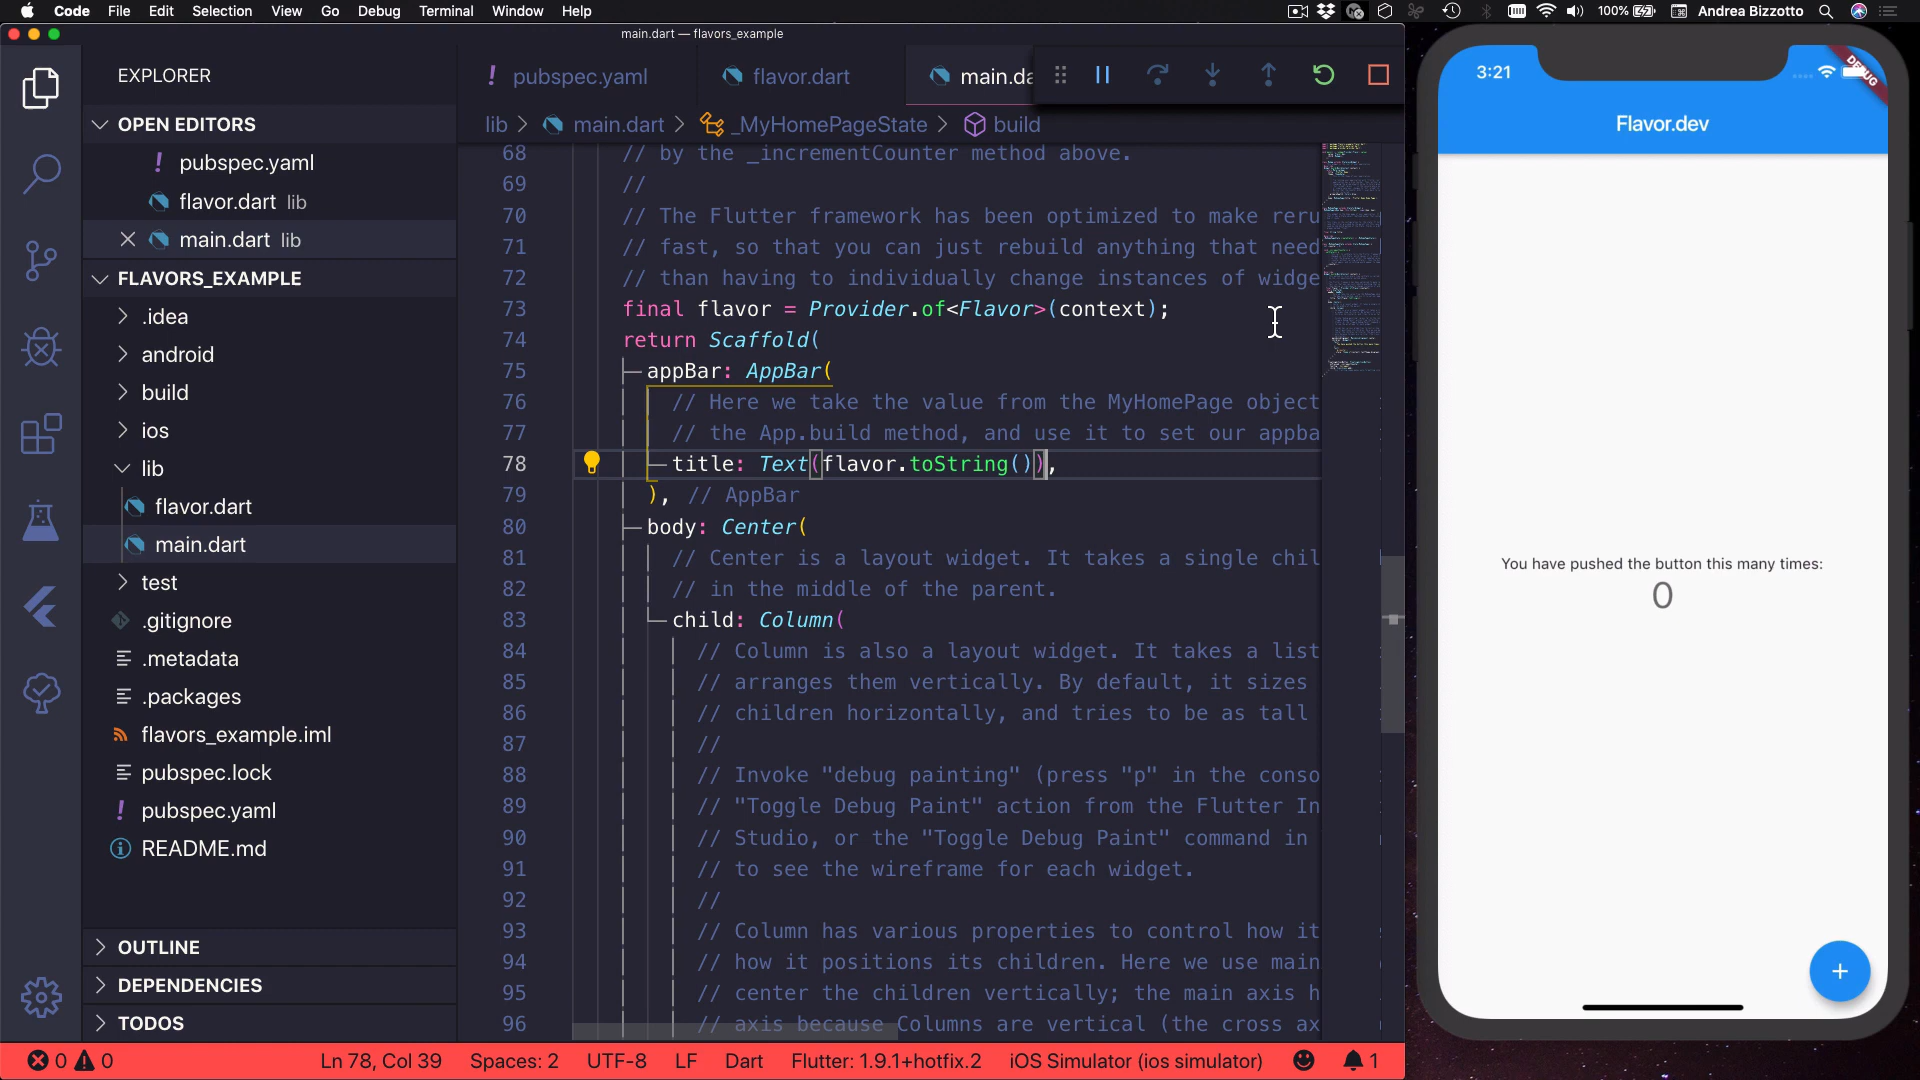 Code File Edit Selection View Go Debug Terminal Window Help
100% Andrea Bizzotto
main.dart — flavors_example
EXPLORER
OPEN EDITORS
! pubspec.yaml
flavor.dart lib
main.dart lib
FLAVORS_EXAMPLE
.idea
android
build
ios
lib
flavor.dart
main.dart
test
.gitignore
.metadata
.packages
flavors_example.iml
pubspec.lock
! pubspec.yaml
README.md
OUTLINE
DEPENDENCIES
TODOS
! pubspec.yaml flavor.dart main.da
lib > main.dart > _MyHomePageState > build
68 // by the _incrementCounter method above.
69 //
70 // The Flutter framework has been optimized to make reru
71 // fast, so that you can just rebuild anything that need
72 // than having to individually change instances of widge
73 final flavor = Provider.of<Flavor>(context);
74 return Scaffold(
75 appBar: AppBar(
76 // Here we take the value from the MyHomePage object
77 // the App.build method, and use it to set our appba
78 title: Text(flavor.toString()),
79 ), // AppBar
80 body: Center(
81 // Center is a layout widget. It takes a single chil
82 // in the middle of the parent.
83 child: Column(
84 // Column is also a layout widget. It takes a list
85 // arranges them vertically. By default, it sizes
86 // children horizontally, and tries to be as tall
87 //
88 // Invoke "debug painting" (press "p" in the conso
89 // "Toggle Debug Paint" action from the Flutter In
90 // Studio, or the "Toggle Debug Paint" command in
91 // to see the wireframe for each widget.
92 //
93 // Column has various properties to control how it
94 // how it positions its children. Here we use main
95 // center the children vertically; the main axis h
96 // axis because Columns are vertical (the cross ax
0 0 Ln 78, Col 39 Spaces: 2 UTF-8 LF Dart Flutter: 1.9.1+hotfix.2 iOS Simulator (ios simulator) 1
3:21
DEBUG
Flavor.dev
You have pushed the button this many times:
0
+